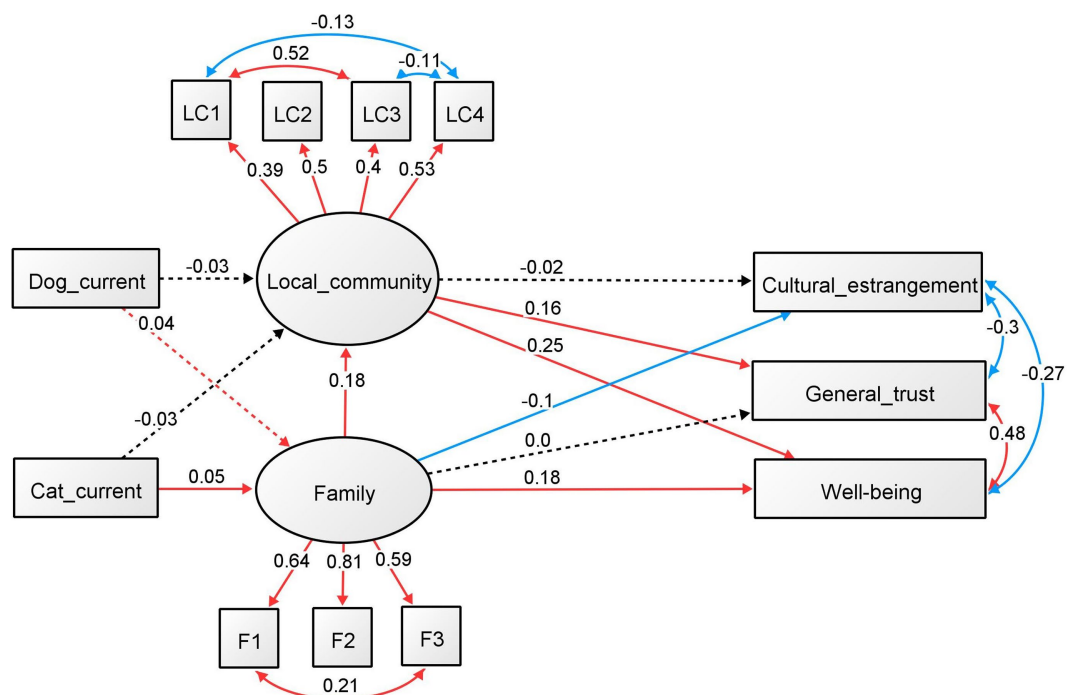 -0.13
0.52
-0.11
LC1
LC2
LC3
LC4
0.39
0.5
0.4
0.53
Dog_current
-0.03
Local_community
-0.02
Cultural_estrangement
0.04
0.16
-0.3
0.25
-0.27
0.18
General_trust
-0.03
-0.1
0.0
0.48
Cat_current
0.05
Family
0.18
Well-being
0.64
0.81
0.59
F1
F2
F3
0.21